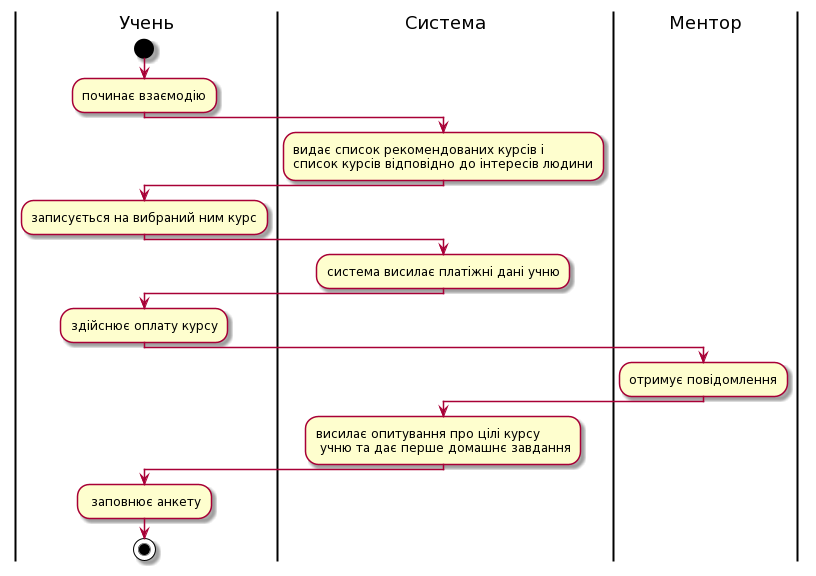 Учень
Система
Ментор
починає взаємодію
видає список рекомендованих курсів і
список курсів відповідно до інтересів людини
записується на вибраний ним курс
система висилає платіжні дані учню
здійснює оплату курсу
отримує повідомлення
висилає опитування про цілі курсу
учню та дає перше домашнє завдання
заповнює анкету